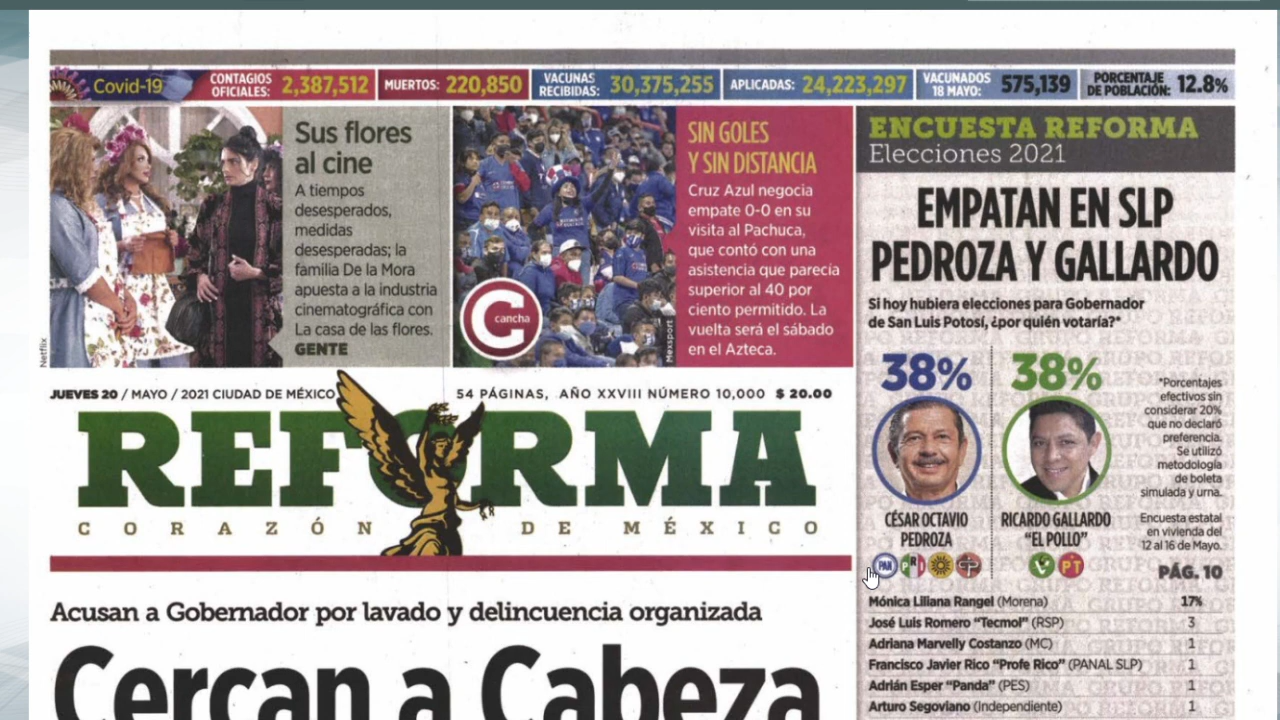 Covid-19
CONTAGIOS
OFICIALES: 2,387,512
MUERTOS: 220,850
VACUNAS
RECIBIDAS: 30,375,255
APLICADAS: 24,223,297
VACUNADOS
18 MAYO: 575,139
PORCENTAJE
DE POBLACIÓN: 12.8%
Sus flores
al cine
A tiempos
desesperados,
medidas
desesperadas; la
familia De la Mora
apuesta a la industria
cinematográfica con
La casa de las flores.
GENTE
Netflix
SIN GOLES
Y SIN DISTANCIA
Cruz Azul negocia
empate 0-0 en su
visita al Pachuca,
que contó con una
asistencia que parecía
superior al 40 por
ciento permitido. La
vuelta será el sábado
en el Azteca.
C cancha
Mexsport
JUEVES 20 / MAYO / 2021 CIUDAD DE MÉXICO
54 PÁGINAS, AÑO XXVIII NÚMERO 10,000 $ 20.00
REFORMA
CORAZÓN DE MÉXICO
Acusan a Gobernador por lavado y delincuencia organizada
Cercan a Cabeza
ENCUESTA REFORMA
Elecciones 2021
EMPATAN EN SLP
PEDROZA Y GALLARDO
Si hoy hubiera elecciones para Gobernador
de San Luis Potosí, ¿por quién votaría?*
38%
CÉSAR OCTAVIO
PEDROZA
PAN PRI
38%
RICARDO GALLARDO
“EL POLLO”
V PT
*Porcentajes
efectivos sin
considerar 20%
que no declaró
preferencia.
Se utilizó
metodología
de boleta
simulada y urna.
Encuesta estatal
en vivienda del
12 al 16 de Mayo.
PÁG. 10
Mónica Liliana Rangel (Morena) 17%
José Luis Romero “Tecmol” (RSP) 3
Adriana Marvelly Costanzo (MC) 1
Francisco Javier Rico “Profe Rico” (PANAL SLP) 1
Adrián Esper “Panda” (PES) 1
Arturo Segoviano (Independiente) 1